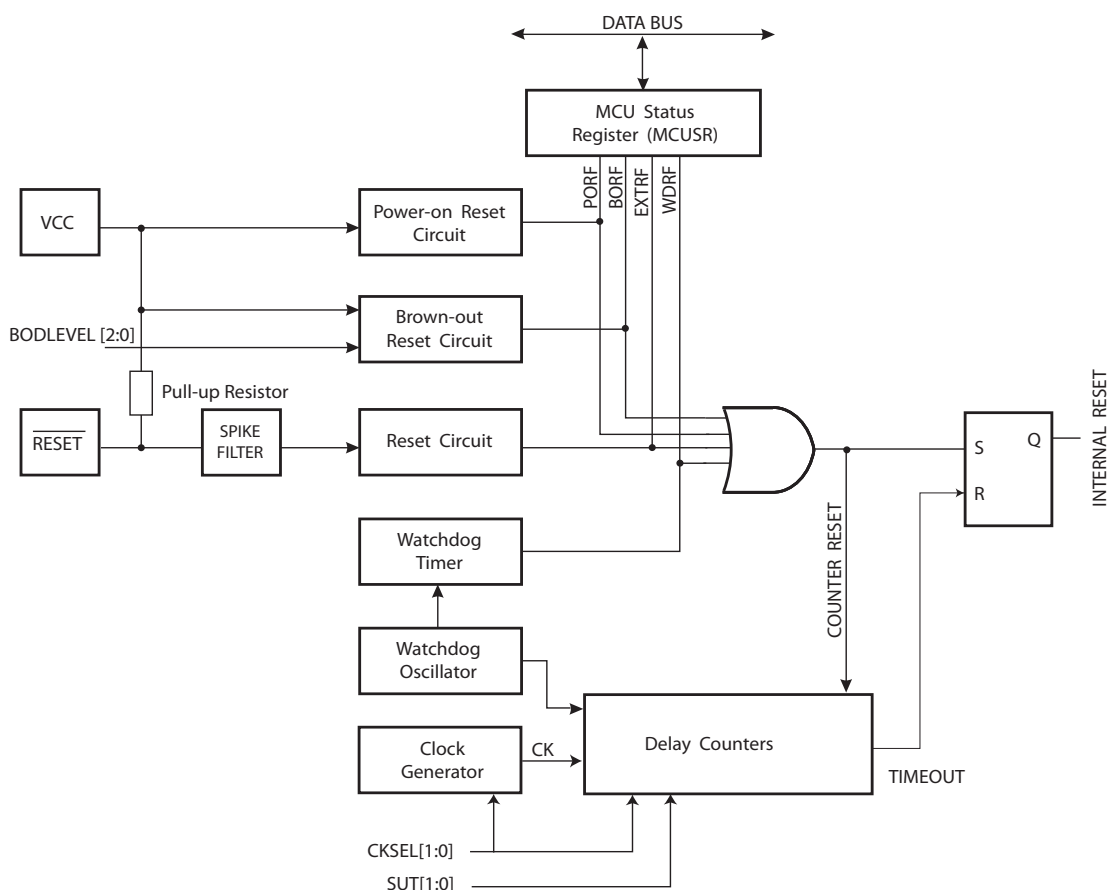 DATA BUS
MCU Status
Register (MCUSR)
PORF
BORF
EXTRF
WDRF
VCC
Power-on Reset
Circuit
Brown-out
Reset Circuit
BODLEVEL [2:0]
Pull-up Resistor
RESET
SPIKE
FILTER
Reset Circuit
S
Q
R
INTERNAL RESET
Watchdog
Timer
COUNTER RESET
Watchdog
Oscillator
Clock
Generator
CK
Delay Counters
TIMEOUT
CKSEL[1:0]
SUT[1:0]